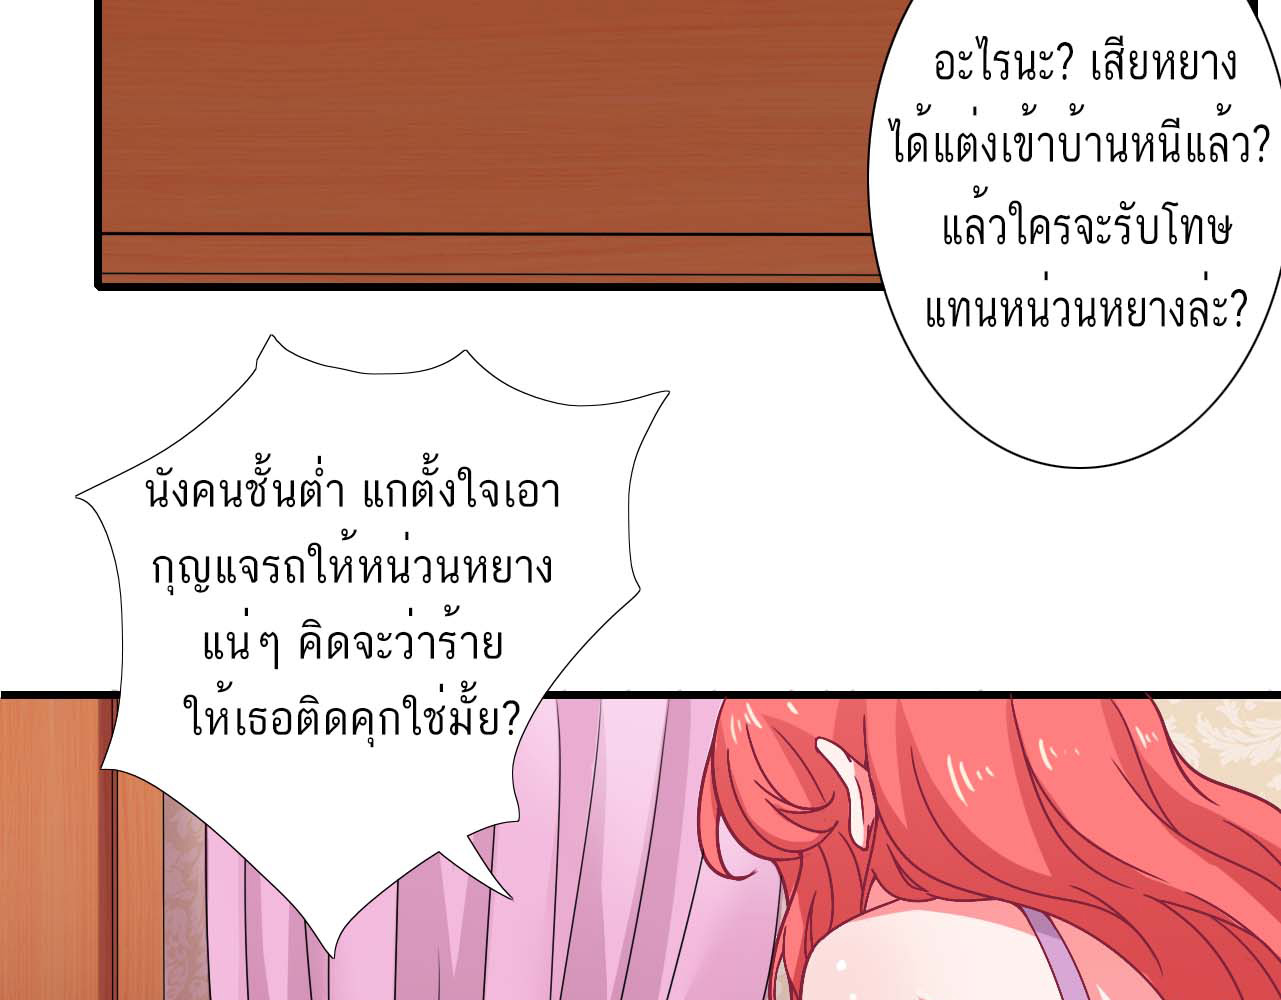 อะไรนะ? เสียหยาง
ได้แต่งเข้าบ้านหนีแล้ว?
แล้วใครจะรับโทษ
แทนหน่วนหยางล่ะ?
นังคนชั้นต่ำ แกตั้งใจเอา
กุญแจรถให้หน่วนหยาง
แน่ๆ คิดจะว่าร้าย
ให้เธอติดคุกใช่มั้ย?